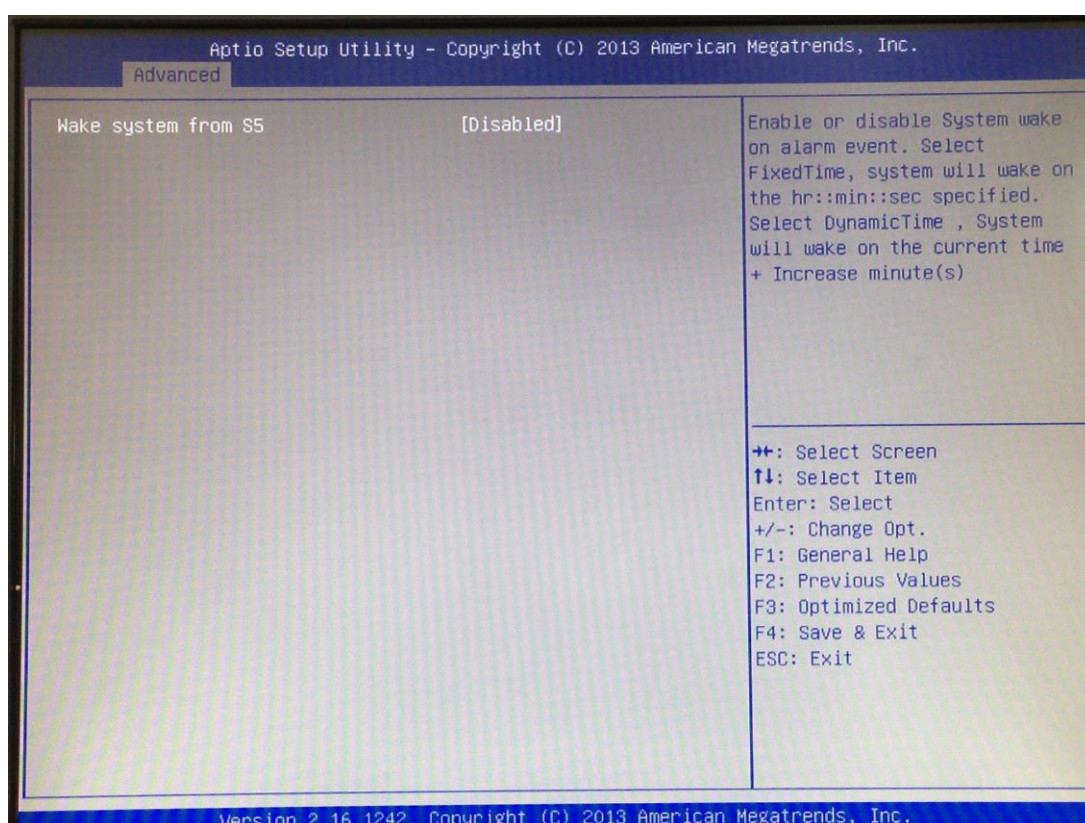 Aptio Setup Utility – Copyright (C) 2013 American Megatrends, Inc.
Advanced
Wake system from S5 [Disabled]
Enable or disable System wake
on alarm event. Select
FixedTime, system will wake on
the hr::min::sec specified.
Select DynamicTime , System
will wake on the current time
+ Increase minute(s)
→←: Select Screen
↑↓: Select Item
Enter: Select
+/-: Change Opt.
F1: General Help
F2: Previous Values
F3: Optimized Defaults
F4: Save & Exit
ESC: Exit
Version 2.16.1242. Copyright (C) 2013 American Megatrends, Inc.